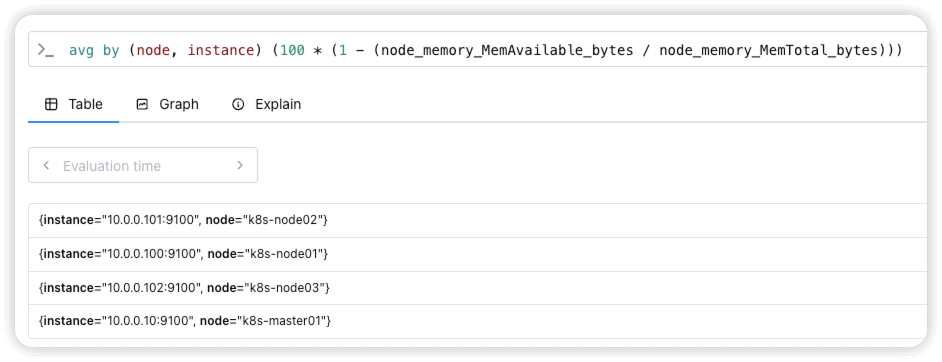 >_ avg by (node, instance) (100 * (1 - (node_memory_MemAvailable_bytes / node_memory_MemTotal_bytes)))
Table Graph Explain
< Evaluation time >
{instance="10.0.0.101:9100", node="k8s-node02"}
{instance="10.0.0.100:9100", node="k8s-node01"}
{instance="10.0.0.102:9100", node="k8s-node03"}
{instance="10.0.0.10:9100", node="k8s-master01"}